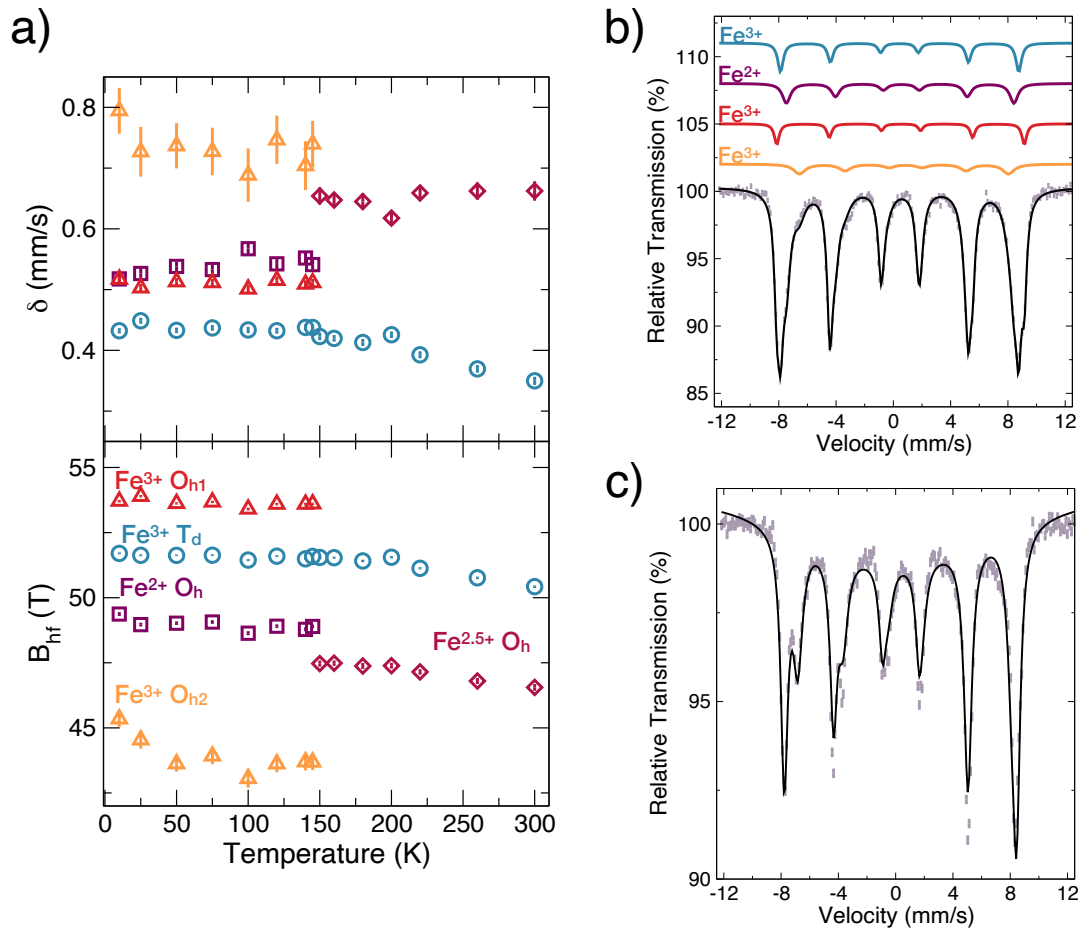 a)
δ (mm/s)
0.8
0.6
0.4
B_hf (T)
55
50
45
Fe³⁺ O_h1
Fe³⁺ T_d
Fe²⁺ O_h
Fe^2.5+ O_h
Fe³⁺ O_h2
0 50 100 150 200 250 300
Temperature (K)
b)
Relative Transmission (%)
110
105
100
95
90
85
Fe³⁺
Fe²⁺
Fe³⁺
Fe³⁺
-12 -8 -4 0 4 8 12
Velocity (mm/s)
c)
Relative Transmission (%)
100
95
90
-12 -8 -4 0 4 8 12
Velocity (mm/s)